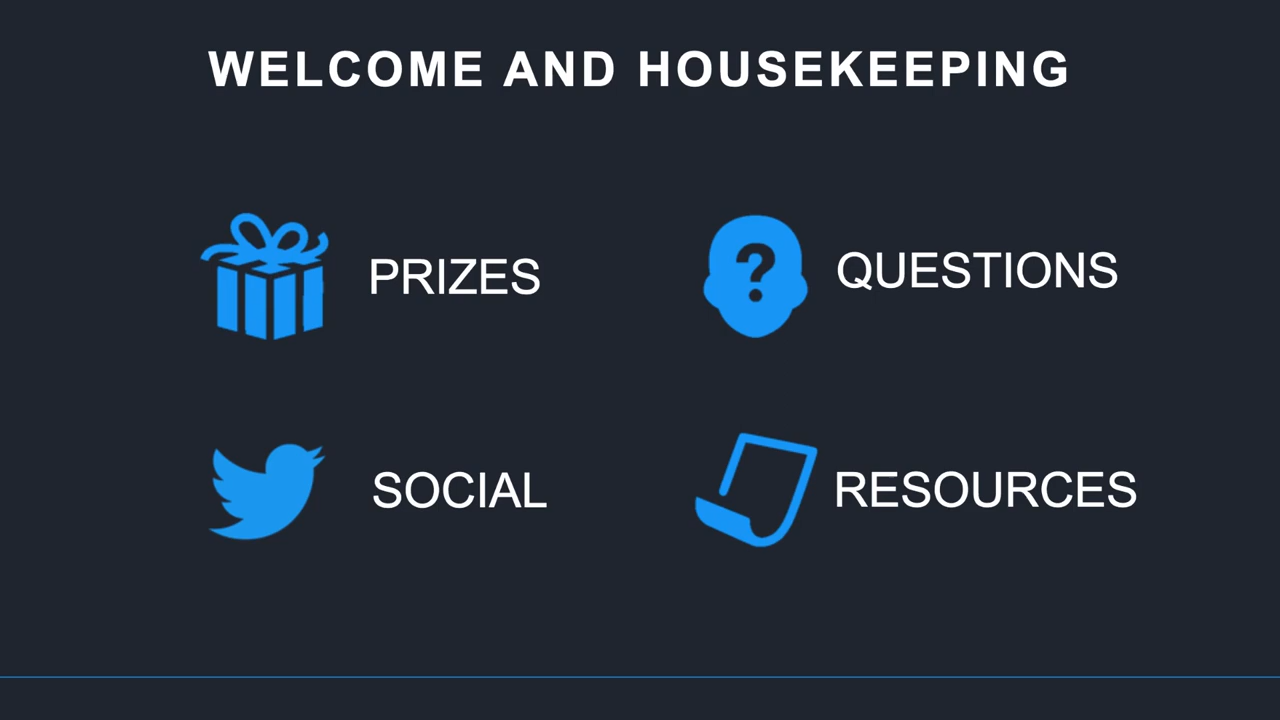 WELCOME AND HOUSEKEEPING
PRIZES
?
QUESTIONS
SOCIAL
RESOURCES